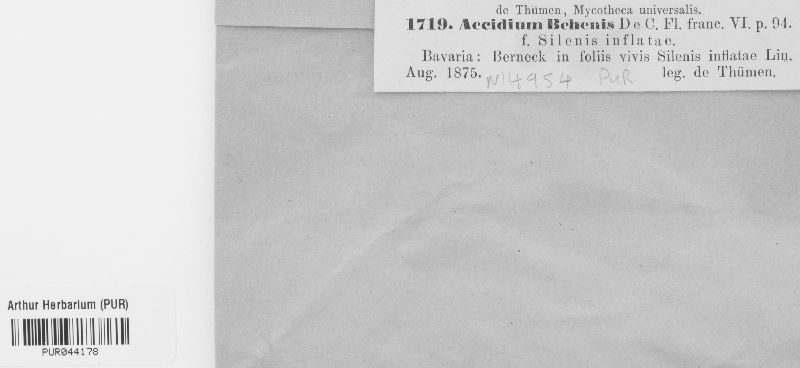 de Thümen, Mycotheca universalis.
1719. Aecidium Behenis De C. Fl. franc. VI. p. 94.
f. Silenis inflatae.
Bavaria: Berneck in foliis vivis Silenis inflatae Lin.
Aug. 1875. N14954 PUR leg. de Thümen.
Arthur Herbarium (PUR)
PUR044178